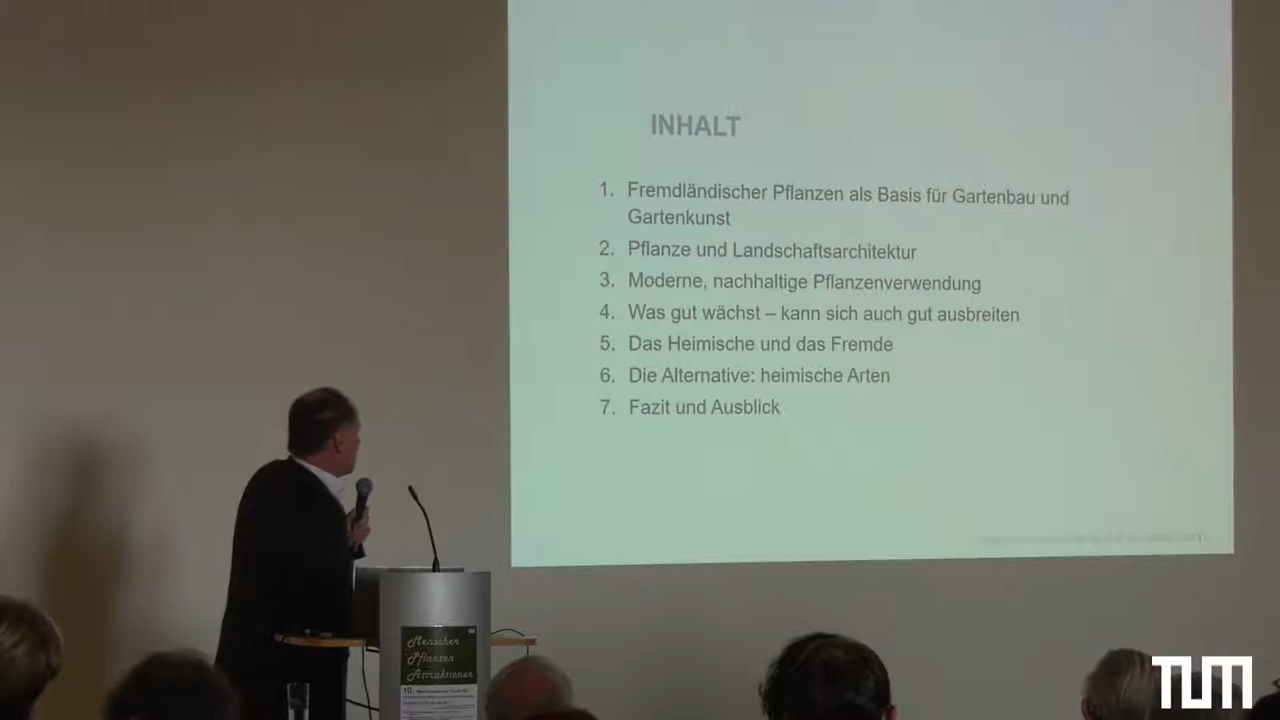 INHALT
1. Fremdländischer Pflanzen als Basis für Gartenbau und
Gartenkunst
2. Pflanze und Landschaftsarchitektur
3. Moderne, nachhaltige Pflanzenverwendung
4. Was gut wächst – kann sich auch gut ausbreiten
5. Das Heimische und das Fremde
6. Die Alternative: heimische Arten
7. Fazit und Ausblick
Menschen
Pflanzen
Attraktionen
10.
TUM